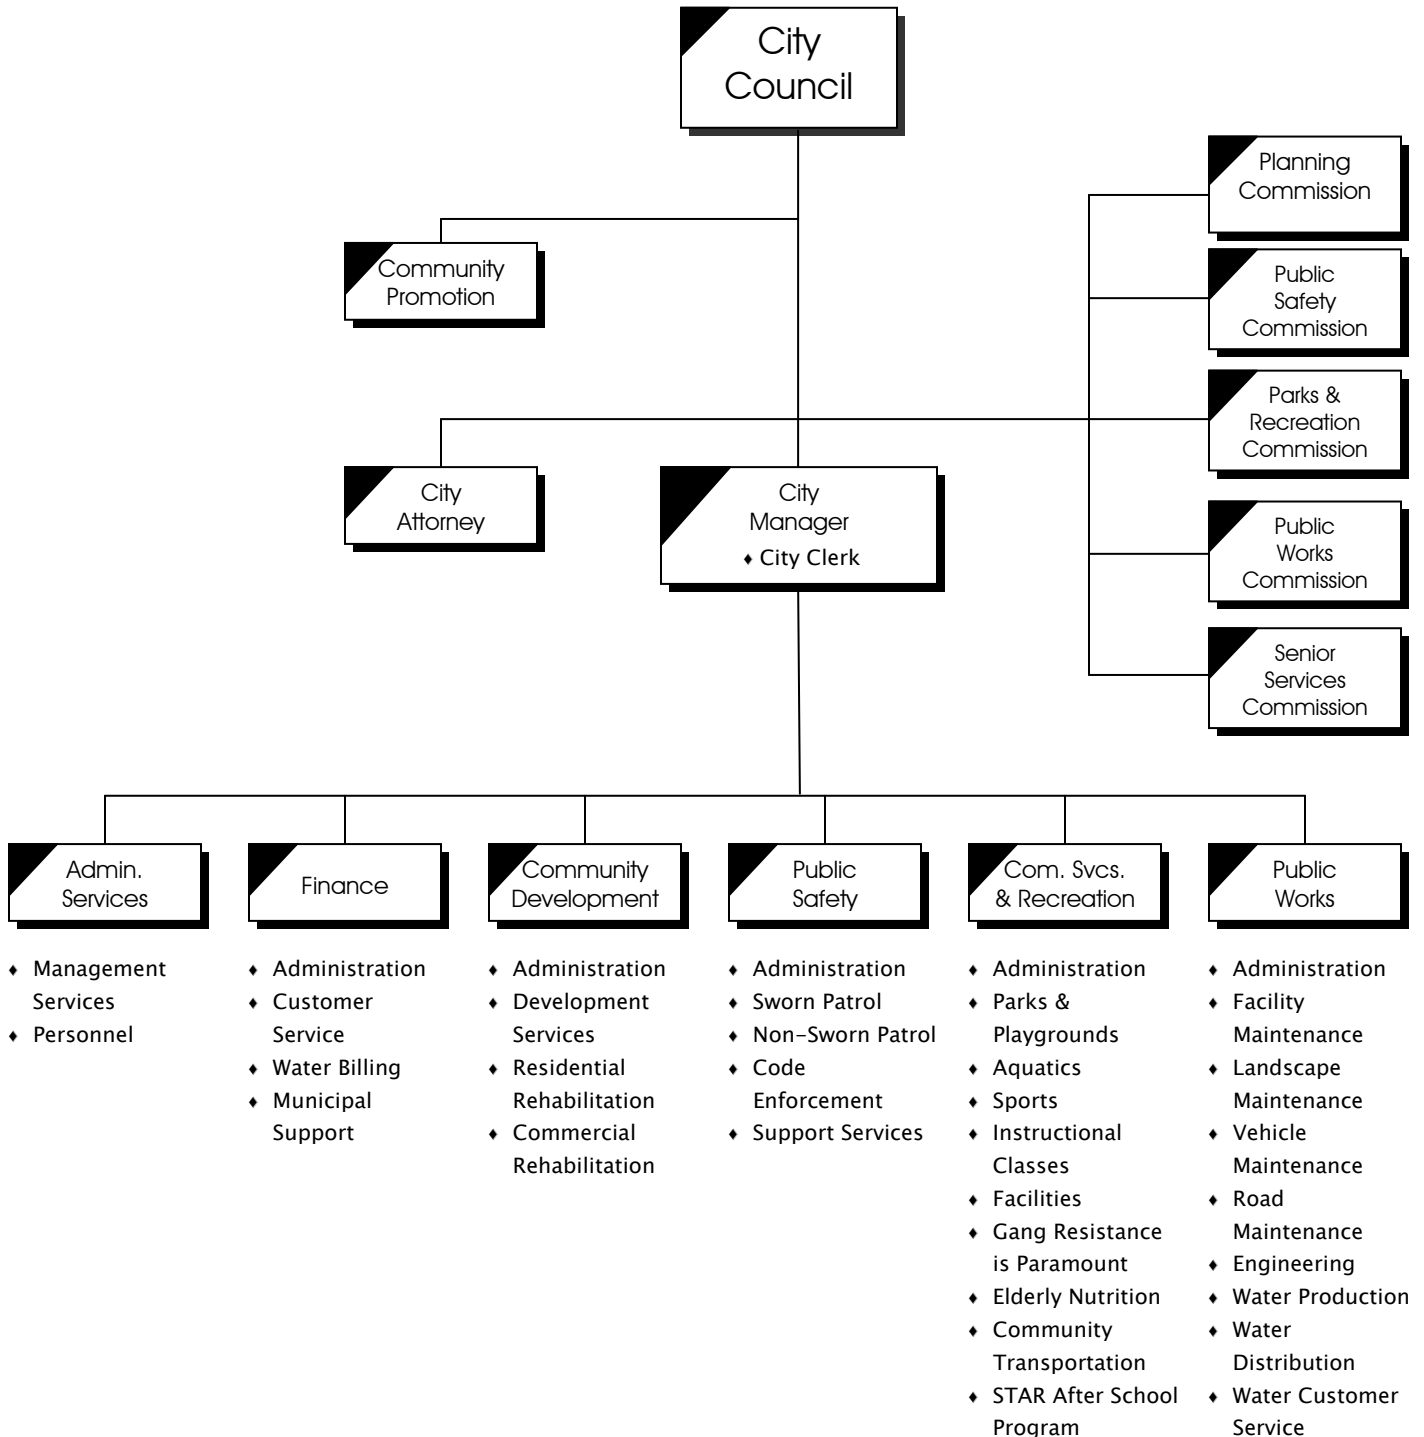 City
Council
Planning
Commission
Community
Promotion
Public
Safety
Commission
Parks &
Recreation
Commission
City
Attorney
City
Manager
♦ City Clerk
Public
Works
Commission
Senior
Services
Commission
Admin.
Services
♦ Management
Services
♦ Personnel
Finance
♦ Administration
♦ Customer
Service
♦ Water Billing
♦ Municipal
Support
Community
Development
♦ Administration
♦ Development
Services
♦ Residential
Rehabilitation
♦ Commercial
Rehabilitation
Public
Safety
♦ Administration
♦ Sworn Patrol
♦ Non-Sworn Patrol
♦ Code
Enforcement
♦ Support Services
Com. Svcs.
& Recreation
♦ Administration
♦ Parks &
Playgrounds
♦ Aquatics
♦ Sports
♦ Instructional
Classes
♦ Facilities
♦ Gang Resistance
is Paramount
♦ Elderly Nutrition
♦ Community
Transportation
♦ STAR After School
Program
Public
Works
♦ Administration
♦ Facility
Maintenance
♦ Landscape
Maintenance
♦ Vehicle
Maintenance
♦ Road
Maintenance
♦ Engineering
♦ Water Production
♦ Water
Distribution
♦ Water Customer
Service